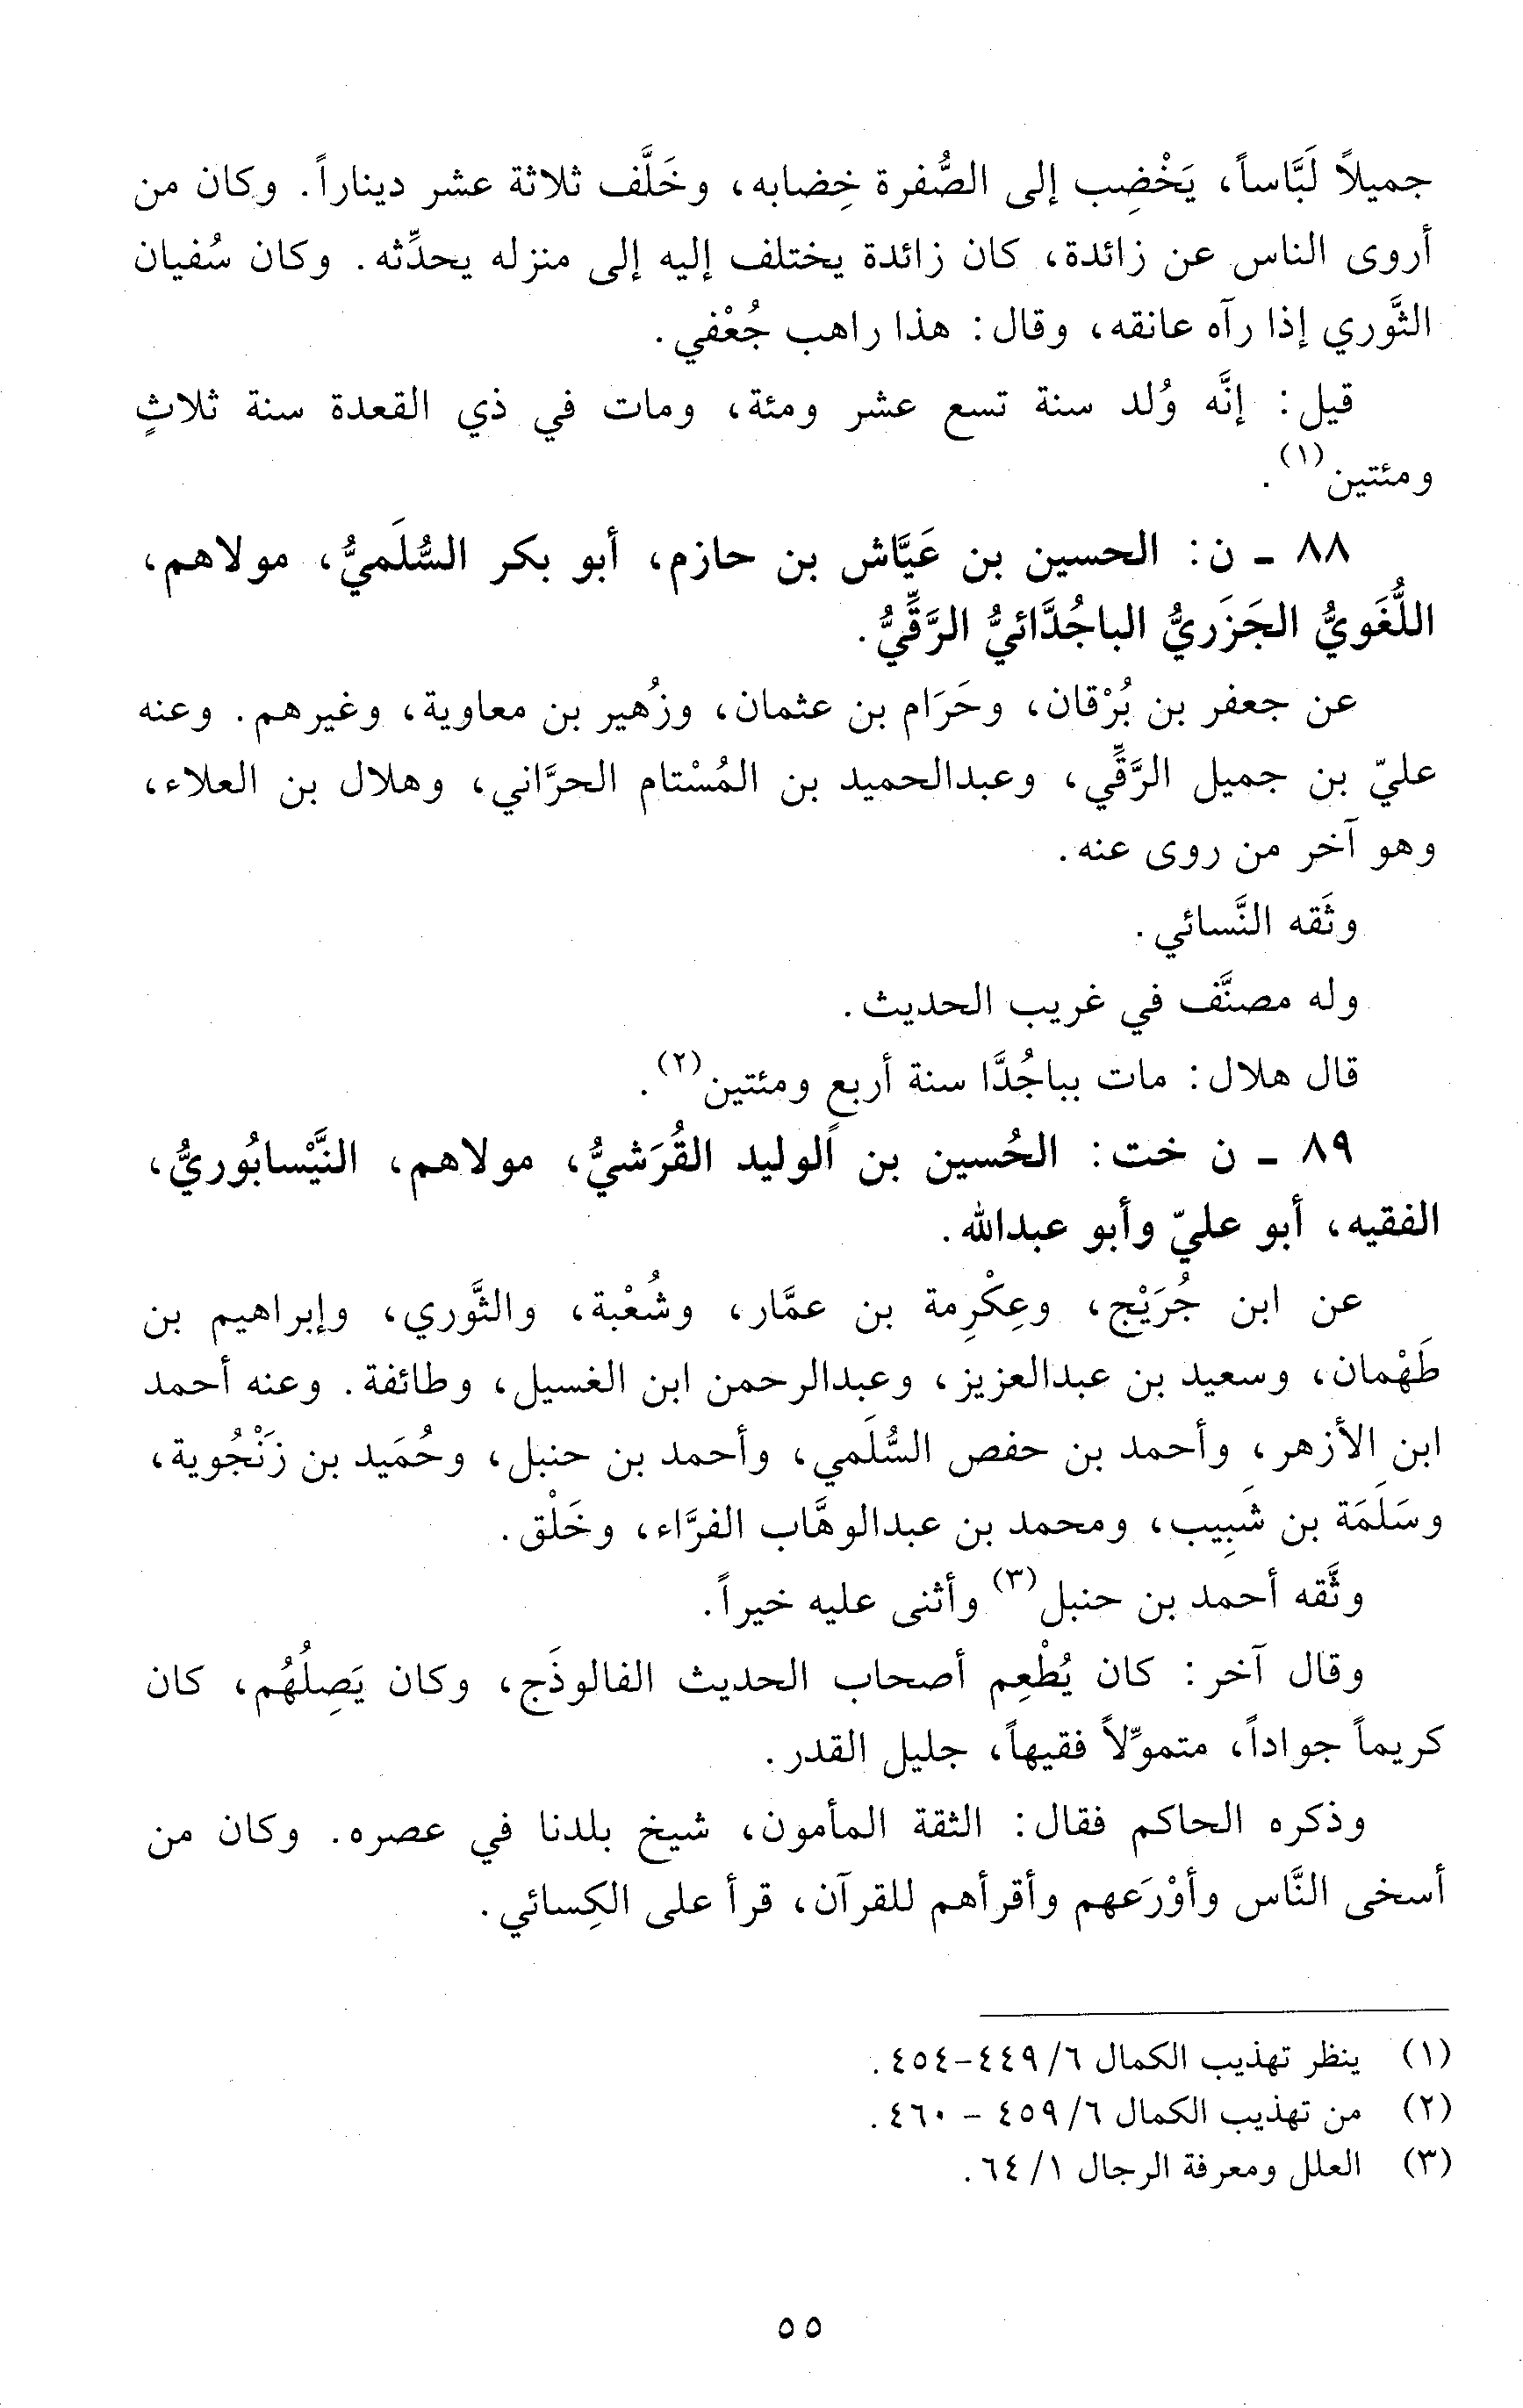 جميلاً لَبَّاساً، يَخْضِب إلى الصُّفرة خِضابه، وخَلَّف ثلاثة عشر ديناراً. وكان من
أروى الناس عن زائدة، كان زائدة يختلف إليه إلى منزله يحدِّثه. وكان سُفيان
الثَّوري إذا رآه عانقه، وقال: هذا راهب جُعْفي.
قيل: إنَّه وُلد سنة تسع عشر ومئة، ومات في ذي القعدة سنة ثلاثٍ
ومئتين(١).
٨٨ - ن: الحسين بن عَيَّاش بن حازم، أبو بكر السُّلَميُّ، مولاهم،
اللُّغَويُّ الجَزَريُّ الباجُدَّائيُّ الرَّقِّيُّ.
عن جعفر بن بُرْقان، وحَرَام بن عثمان، وزُهير بن معاوية، وغيرهم. وعنه
عليّ بن جميل الرَّقِّي، وعبدالحميد بن المُسْتام الحرَّاني، وهلال بن العلاء،
وهو آخر من روى عنه.
وثَقه النَّسائي.
وله مصنَّف في غريب الحديث.
قال هلال: مات بباجُدَّا سنة أربعٍ ومئتين(٢).
٨٩ - ن خت: الحُسين بن الوليد القُرَشيُّ، مولاهم، النَّيْسابُوريُّ،
الفقيه، أبو عليّ وأبو عبدالله.
عن ابن جُرَيْج، وعِكْرِمة بن عمَّار، وشُعْبة، والثَّوري، وإبراهيم بن
طَهْمان، وسعيد بن عبدالعزيز، وعبدالرحمن ابن الغسيل، وطائفة. وعنه أحمد
ابن الأزهر، وأحمد بن حفص السُّلَمي، وأحمد بن حنبل، وحُمَيد بن زَنْجُوية،
وسَلَمَة بن شَبِيب، ومحمد بن عبدالوهَّاب الفرَّاء، وخَلْق.
وثَّقه أحمد بن حنبل(٣) وأثنى عليه خيراً.
وقال آخر: كان يُطْعِم أصحاب الحديث الفالوذَج، وكان يَصِلُهُم، كان
كريماً جواداً، متموِّلاً فقيهاً، جليل القدر.
وذكره الحاكم فقال: الثقة المأمون، شيخ بلدنا في عصره. وكان من
أسخى النَّاس وأوْرَعهم وأقرأهم للقرآن، قرأ على الكِسائي.
(١) ينظر تهذيب الكمال ٦/ ٤٤٩-٤٥٤.
(٢) من تهذيب الكمال ٦/ ٤٥٩ - ٤٦٠.
(٣) العلل ومعرفة الرجال ١/ ٦٤.
٥٥